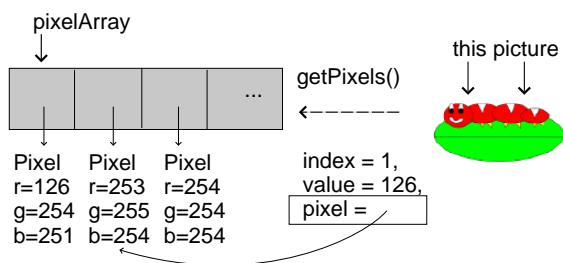 pixelArray
this picture
...
getPixels()
Pixel Pixel Pixel
r=126 r=253 r=254
g=254 g=255 g=254
b=251 b=254 b=254
index = 1,
value = 126,
pixel =